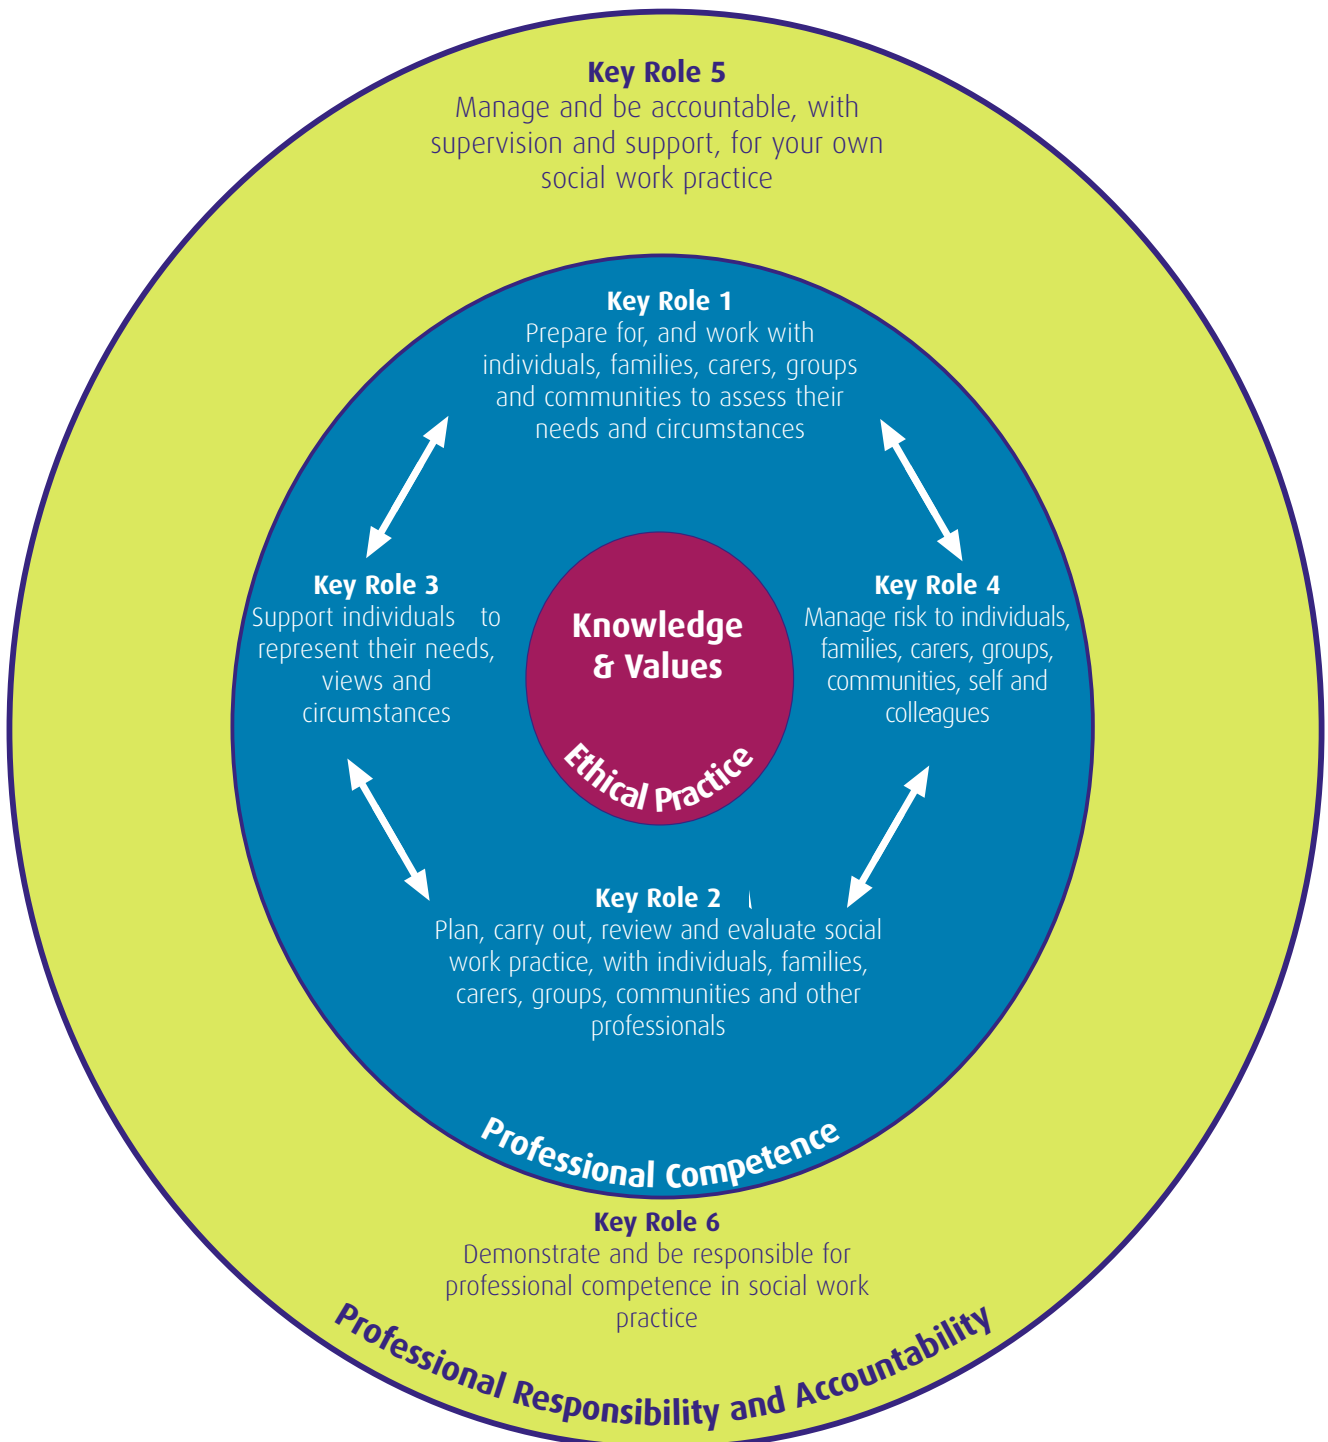 Key Role 5
Manage and be accountable, with
supervision and support, for your own
social work practice
Key Role 1
Prepare for, and work with
individuals, families, carers, groups
and communities to assess their
needs and circumstances
Key Role 3
Support individuals to
represent their needs,
views and
circumstances
Knowledge
& Values
Ethical Practice
Key Role 4
Manage risk to individuals,
families, carers, groups,
communities, self and
colleagues
Key Role 2
Plan, carry out, review and evaluate social
work practice, with individuals, families,
carers, groups, communities and other
professionals
Professional Competence
Key Role 6
Demonstrate and be responsible for
professional competence in social work
practice
Professional Responsibility and Accountability